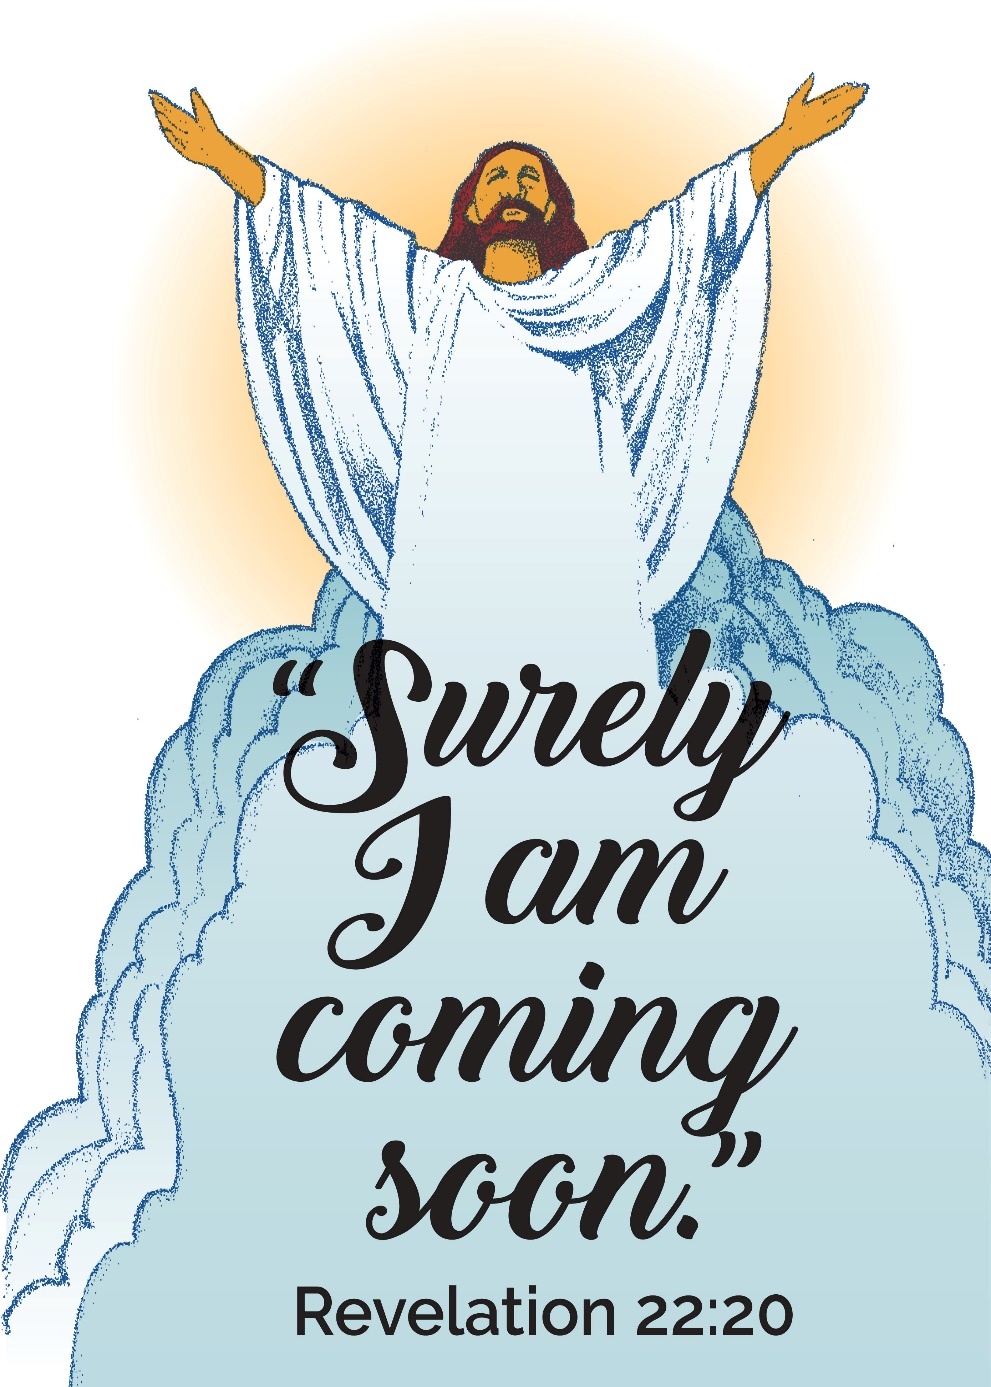 “Surely
I am
coming
soon.”
Revelation 22:20